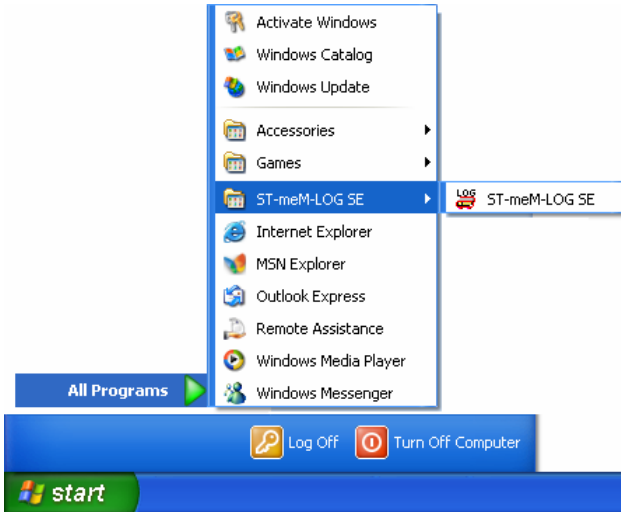 Activate Windows
Windows Catalog
Windows Update
Accessories
Games
ST-meM-LOG SE
LOG ST-meM-LOG SE
Internet Explorer
MSN Explorer
Outlook Express
Remote Assistance
Windows Media Player
Windows Messenger
All Programs
Log Off Turn Off Computer
start